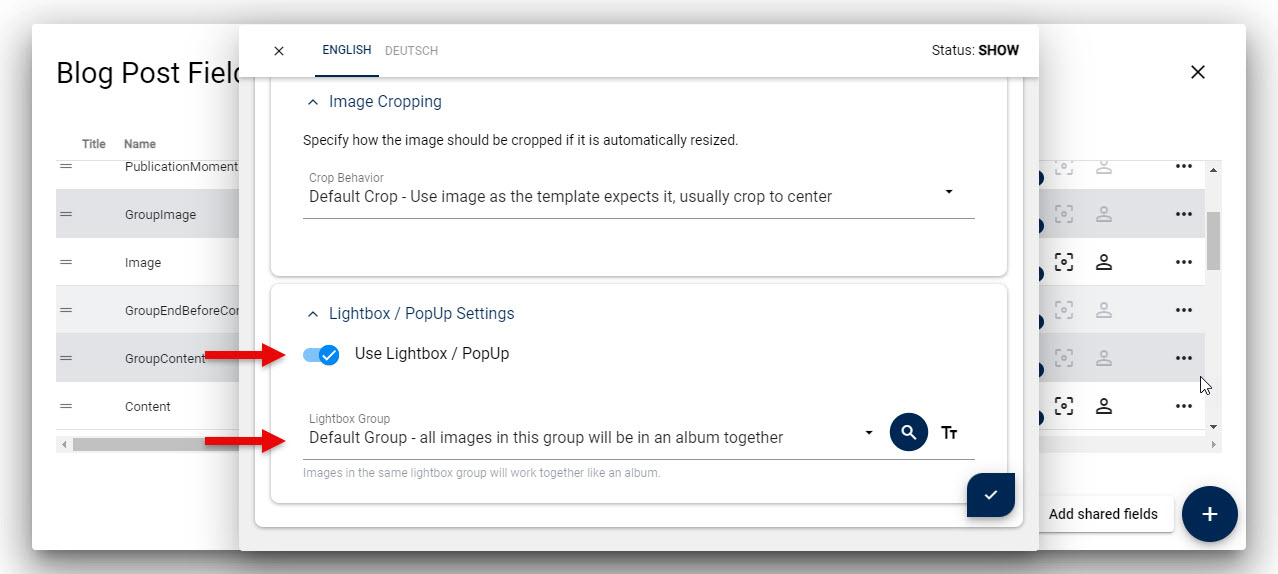 ENGLISH DEUTSCH
Status: SHOW
Blog Post Field
Image Cropping
Specify how the image should be cropped if it is automatically resized.
Crop Behavior
Default Crop - Use image as the template expects it, usually crop to center
Title Name
PublicationMoment
GroupImage
Image
GroupEndBeforeCon
GroupContent
Content
Lightbox / PopUp Settings
Use Lightbox / PopUp
Lightbox Group
Default Group - all images in this group will be in an album together
Tт
Images in the same lightbox group will work together like an album.
Add shared fields